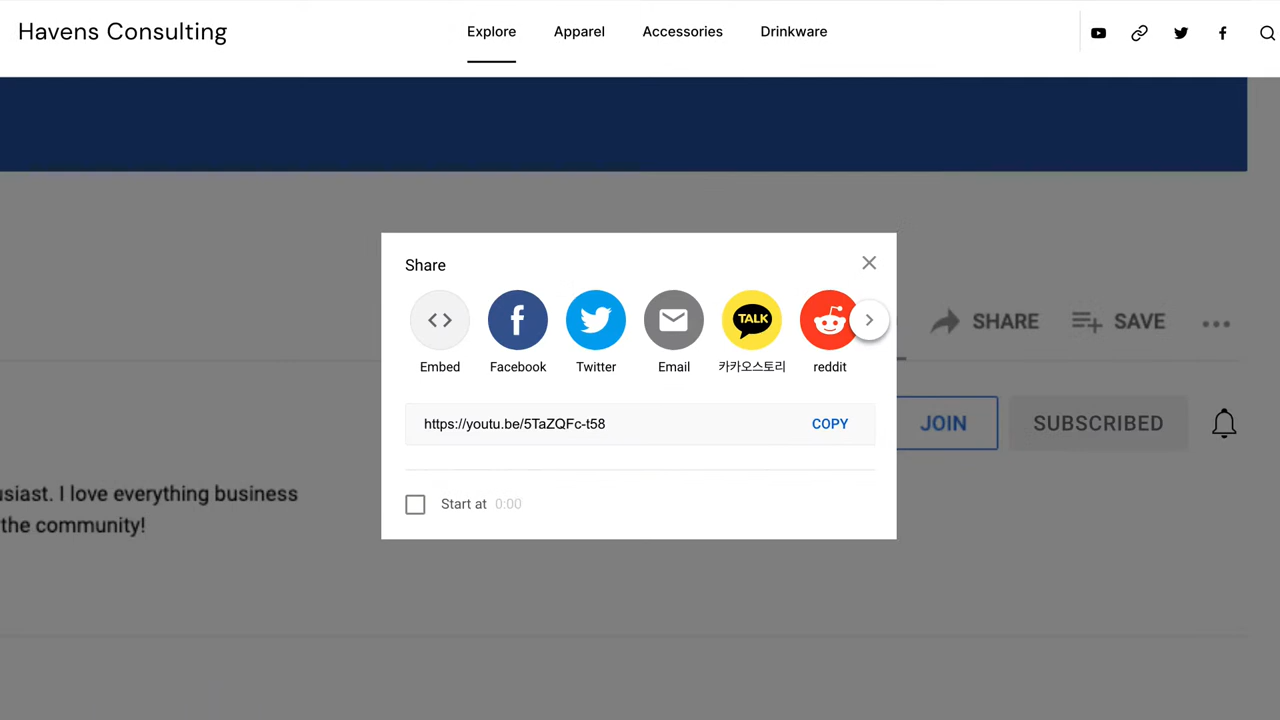 Havens Consulting
Explore Apparel Accessories Drinkware
Share
TALK
Embed Facebook Twitter Email 카카오스토리 reddit
SHARE SAVE
https://youtu.be/5TaZQFc-t58 COPY
JOIN SUBSCRIBED
usiast. I love everything business
the community!
Start at 0:00